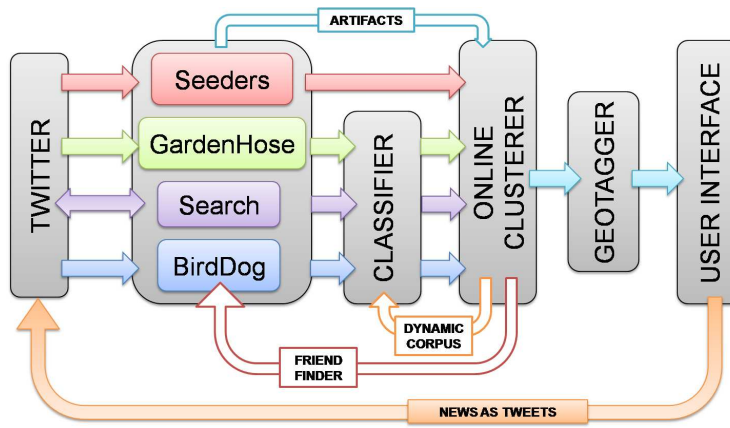 ARTIFACTS
TWITTER
Seeders
GardenHose
Search
BirdDog
CLASSIFIER
ONLINE
CLUSTERER
GEOTAGGER
USER INTERFACE
DYNAMIC
CORPUS
FRIEND
FINDER
NEWS AS TWEETS